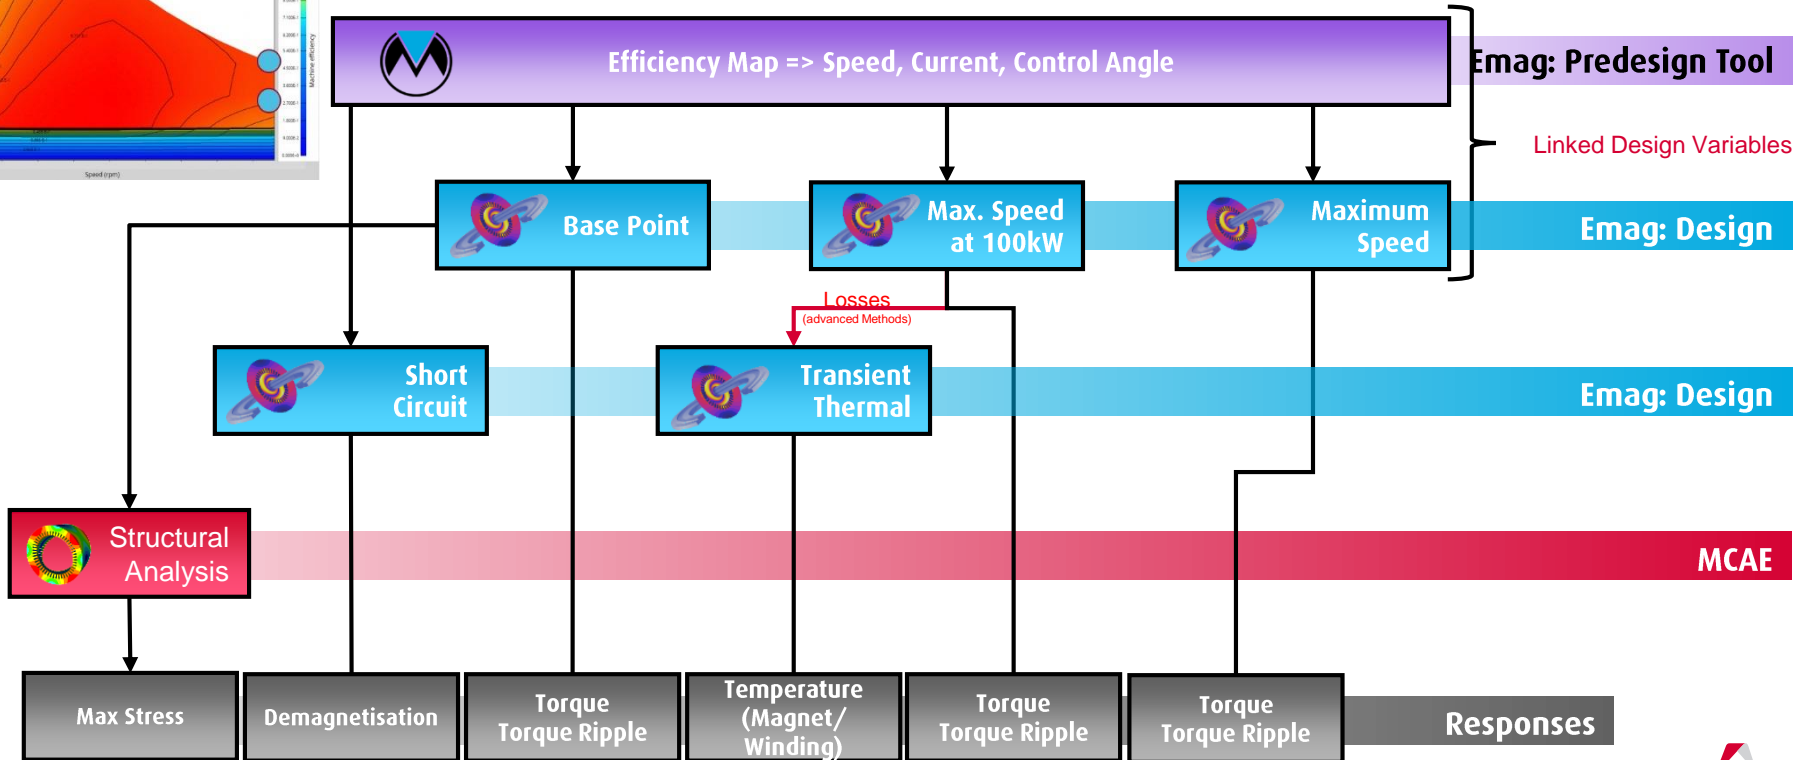 Machine efficiency
Speed (rpm)
Efficiency Map => Speed, Current, Control Angle
Emag: Predesign Tool
Linked Design Variables
Base Point
Max. Speed
at 100kW
Maximum
Speed
Emag: Design
Losses
(advanced Methods)
Short
Circuit
Transient
Thermal
Emag: Design
Structural
Analysis
MCAE
Max Stress
Demagnetisation
Torque
Torque Ripple
Temperature
(Magnet/
Winding)
Torque
Torque Ripple
Torque
Torque Ripple
Responses